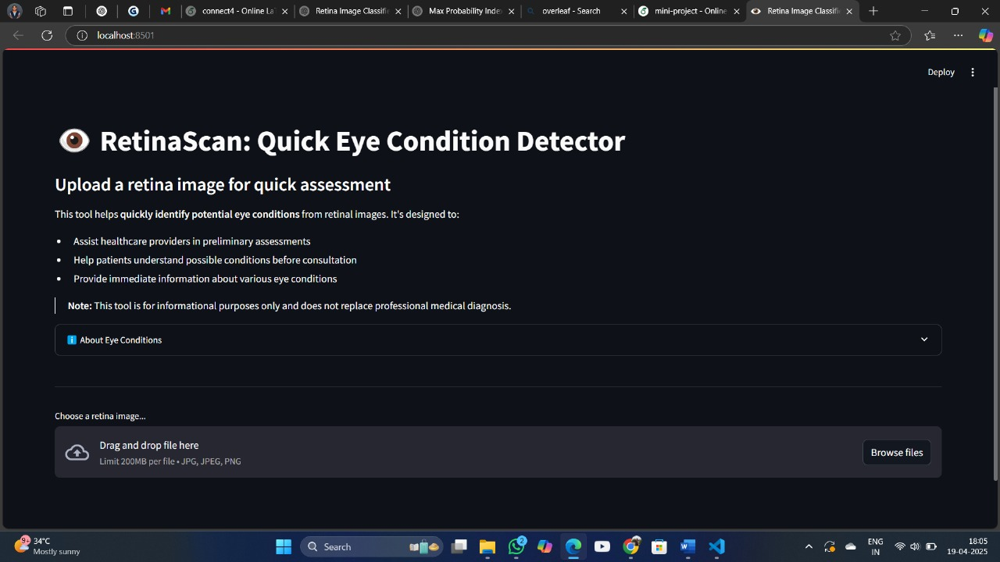 connect4 - Online La
Retina Image Classifi
Max Probability Inde
overleaf - Search
mini-project - Online
Retina Image Classifi
localhost:8501
Deploy
RetinaScan: Quick Eye Condition Detector
Upload a retina image for quick assessment
This tool helps quickly identify potential eye conditions from retinal images. It's designed to:
• Assist healthcare providers in preliminary assessments
• Help patients understand possible conditions before consultation
• Provide immediate information about various eye conditions
Note: This tool is for informational purposes only and does not replace professional medical diagnosis.
i About Eye Conditions
Choose a retina image...
Drag and drop file here
Limit 200MB per file • JPG, JPEG, PNG
Browse files
9+
34°C
Mostly sunny
Search
2
ENG
IN
18:05
19-04-2025